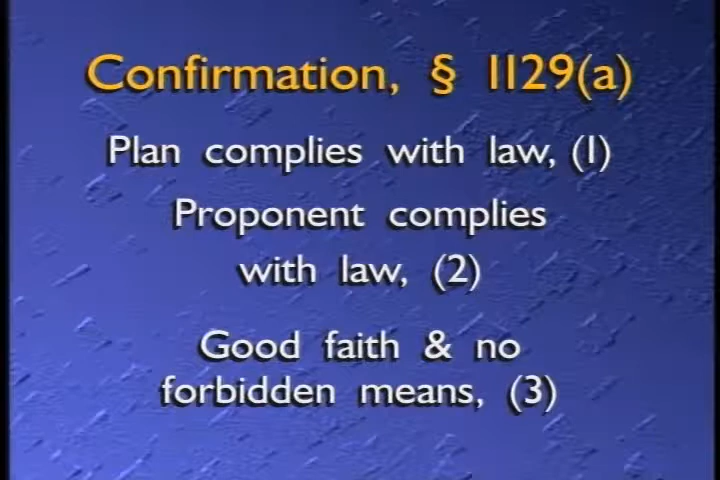 Confirmation, § 1129(a)
Plan complies with law, (1)
Proponent complies
with law, (2)
Good faith & no
forbidden means, (3)